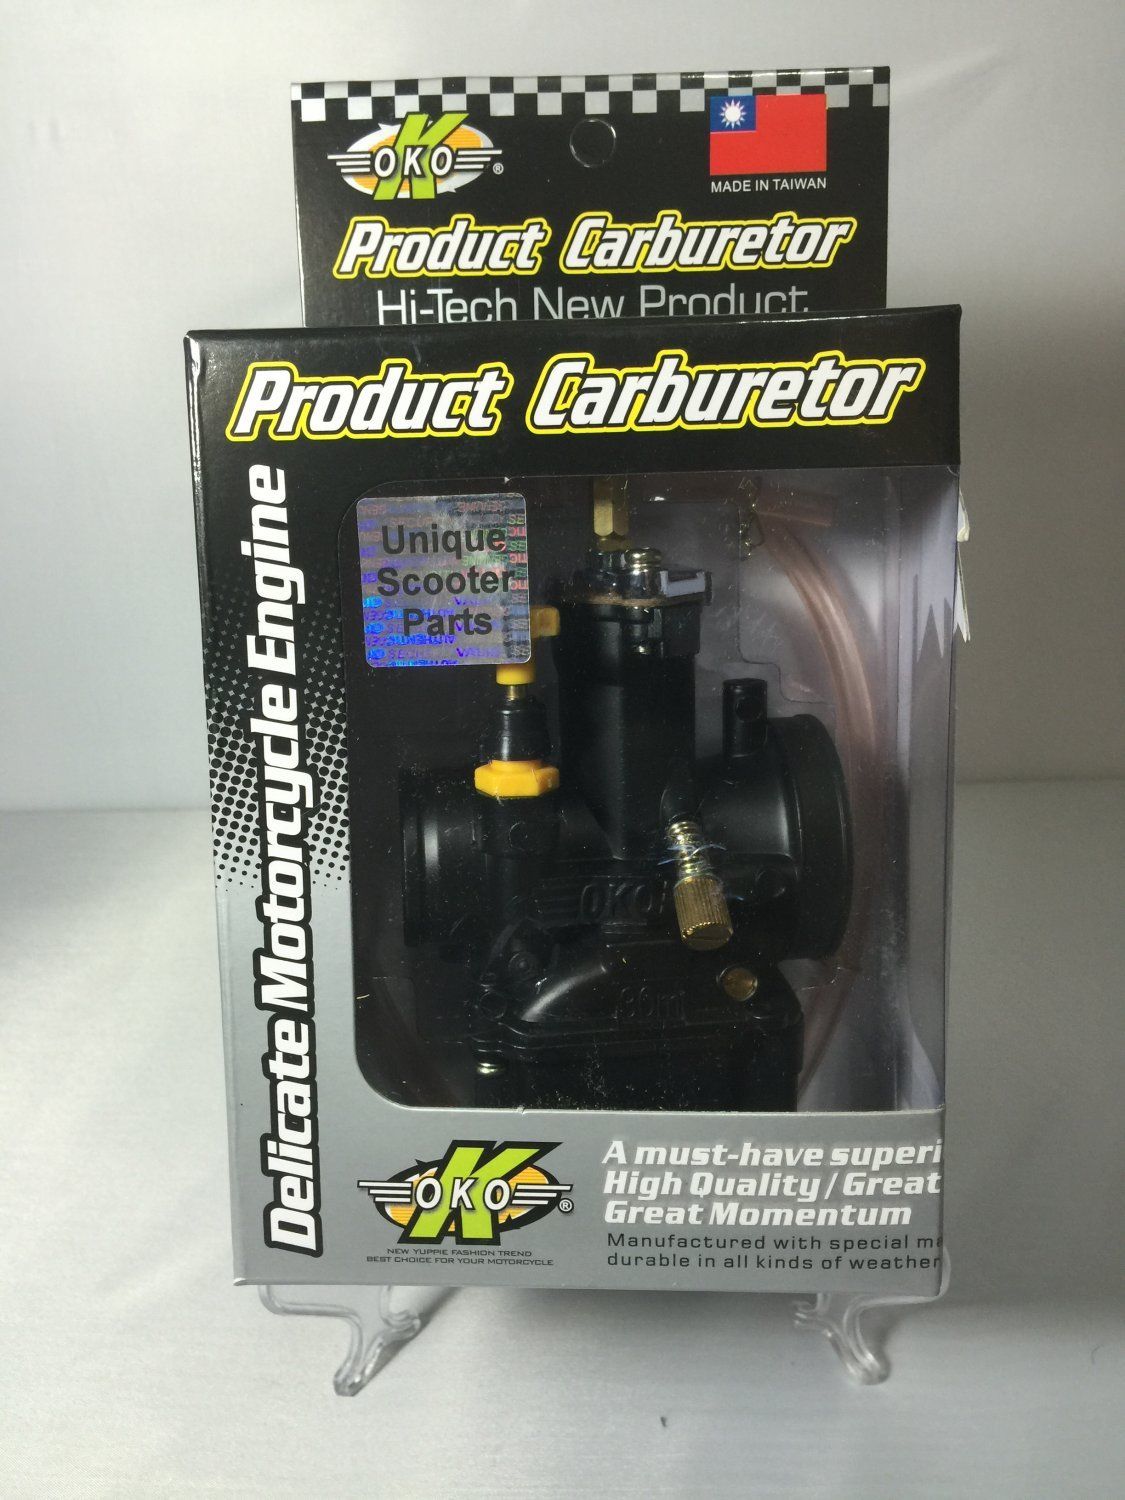 OKO
K
®
MADE IN TAIWAN
Product Carburetor
Hi-Tech New Product
Product Carburetor
Delicate Motorcycle Engine
Unique
Scooter
Parts
OKO
OKO
K
®
NEW YUPPIE FASHION TREND
BEST CHOICE FOR YOUR MOTORCYCLE
A must-have superi
High Quality/Great
Great Momentum
Manufactured with special ma
durable in all kinds of weather